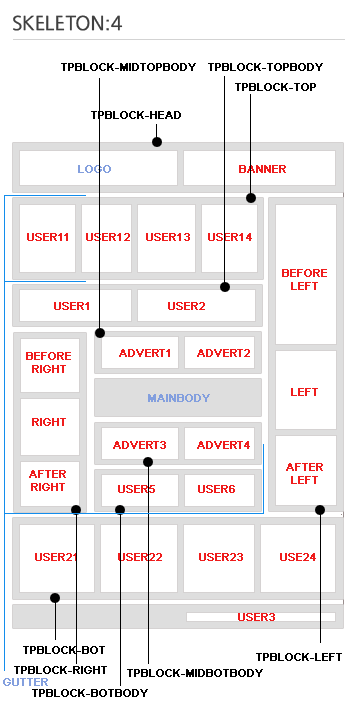 SKELETON:4
TPBLOCK-MIDTOPBODY TPBLOCK-TOPBODY
TPBLOCK-TOP
TPBLOCK-HEAD
LOGO BANNER
USER11 USER12 USER13 USER14
BEFORE
LEFT
USER1 USER2
BEFORE
RIGHT
ADVERT1 ADVERT2
MAINBODY
LEFT
RIGHT
ADVERT3 ADVERT4
AFTER
LEFT
AFTER
RIGHT
USER5 USER6
USER21 USER22 USER23 USE24
USER3
TPBLOCK-BOT
TPBLOCK-LEFT
TPBLOCK-RIGHT
TPBLOCK-MIDBOTBODY
GUTTER
TPBLOCK-BOTBODY